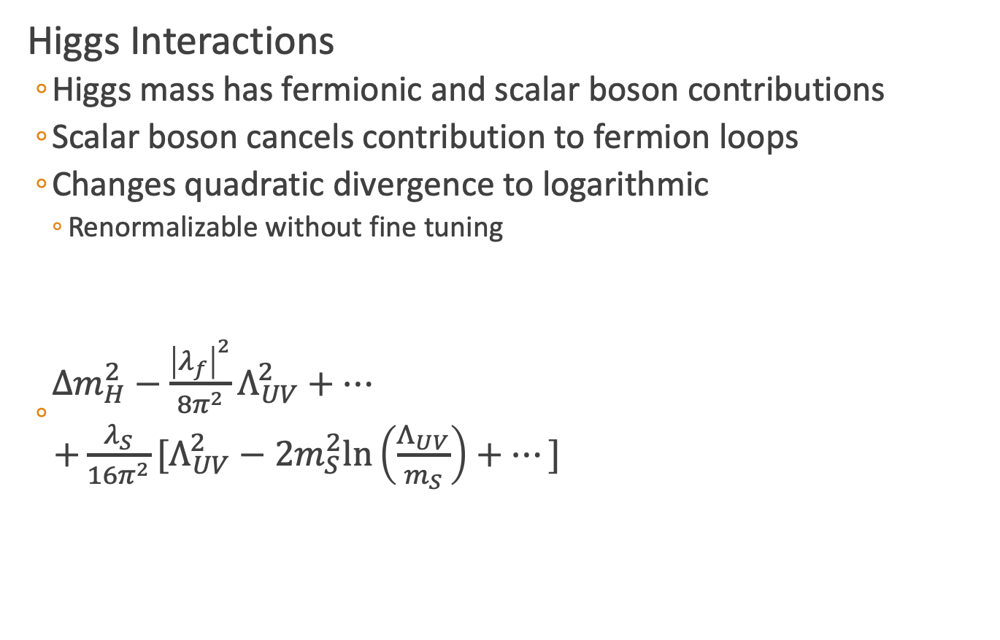 Higgs Interactions
◦ Higgs mass has fermionic and scalar boson contributions
◦ Scalar boson cancels contribution to fermion loops
◦ Changes quadratic divergence to logarithmic
◦ Renormalizable without fine tuning
◦ $\Delta m_H^2 - \frac{|\lambda_f|^2}{8\pi^2} \Lambda_{UV}^2 + \cdots$
$+ \frac{\lambda_S}{16\pi^2} [\Lambda_{UV}^2 - 2m_S^2 \ln \left(\frac{\Lambda_{UV}}{m_S}\right) + \cdots]$